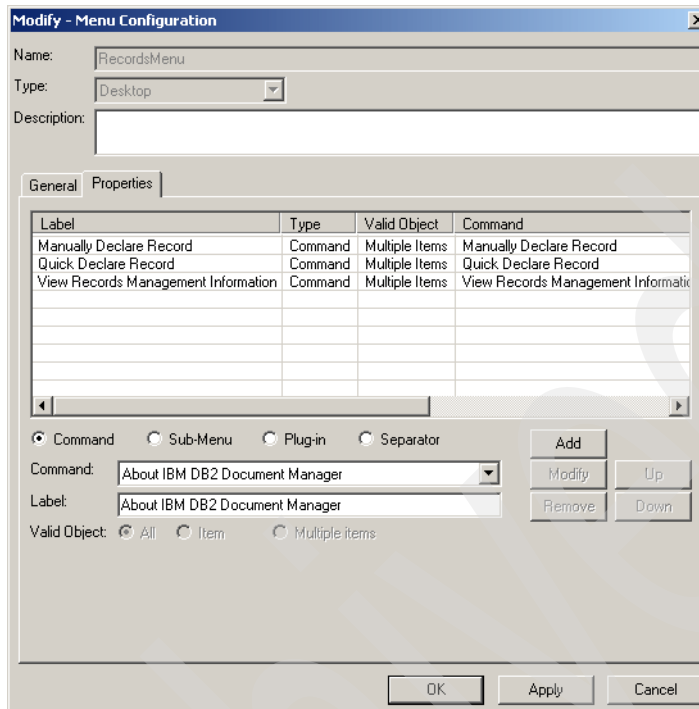 Modify - Menu Configuration
Name: RecordsMenu
Type: Desktop
Description:
General Properties
Label Type Valid Object Command
Manually Declare Record Command Multiple Items Manually Declare Record
Quick Declare Record Command Multiple Items Quick Declare Record
View Records Management Information Command Multiple Items View Records Management Informatic
Command Sub-Menu Plug-in Separator Add
Command: About IBM DB2 Document Manager Modify Up
Label: About IBM DB2 Document Manager Remove Down
Valid Object: All Item Multiple items
OK Apply Cancel